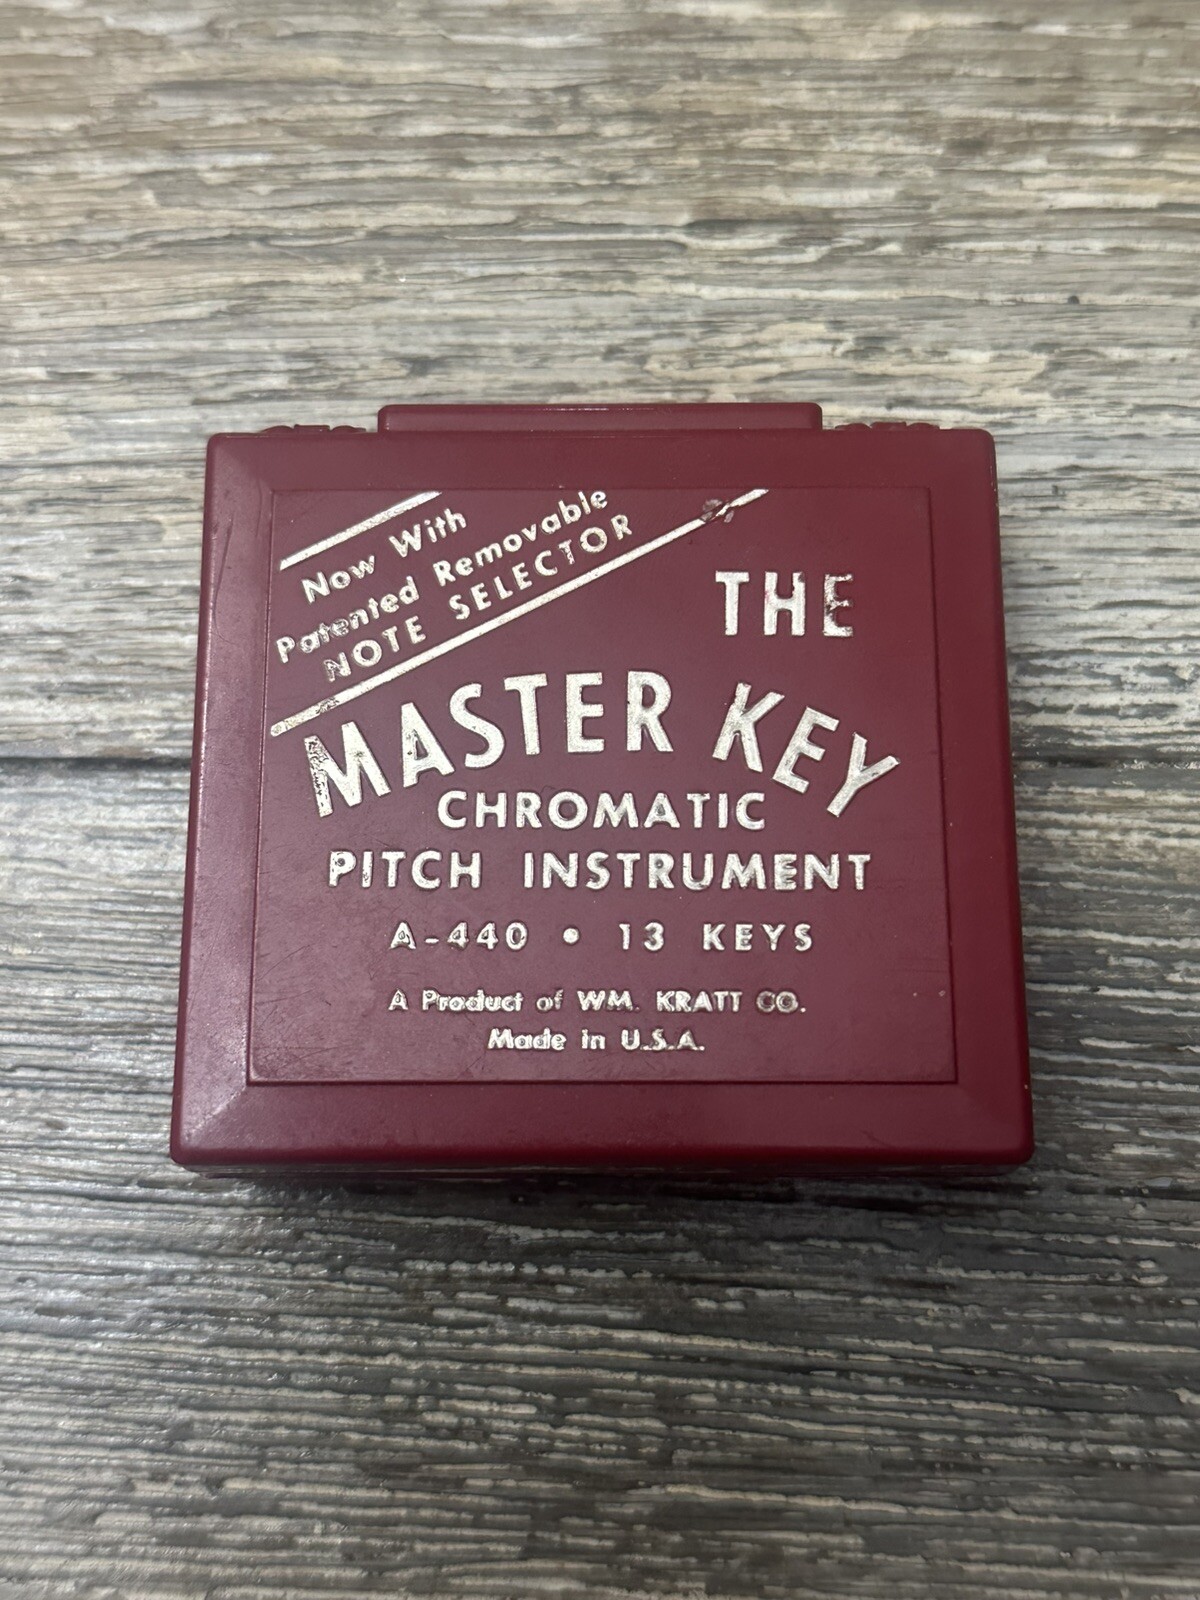 Now With
Patented Removable
NOTE SELECTOR
THE
MASTER KEY
CHROMATIC
PITCH INSTRUMENT
A-440 • 13 KEYS
A Product of WM. KRATT CO.
Made in U.S.A.